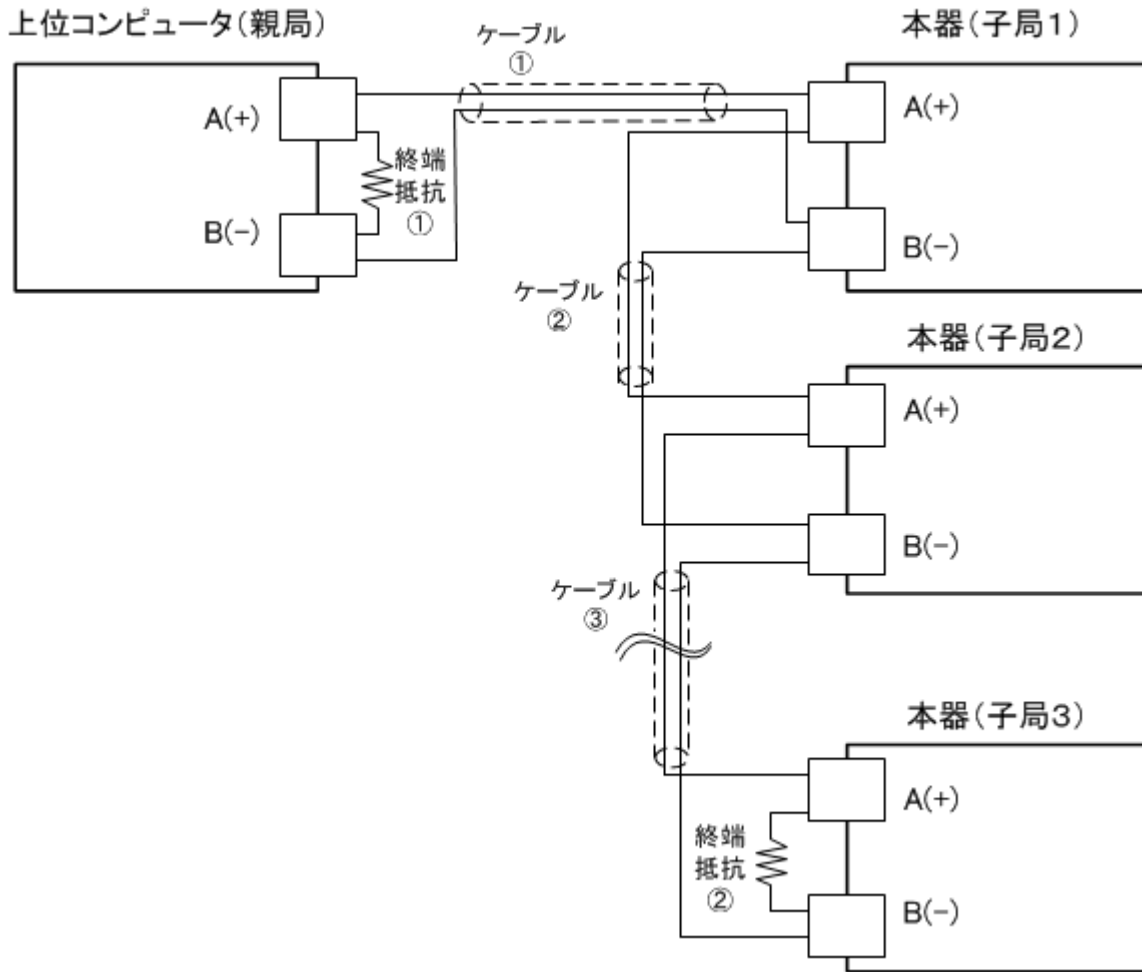 上位コンピュータ(親局)
ケーブル
①
本器(子局1)
A(+)
B(-)
終端
抵抗
①
A(+)
B(-)
ケーブル
②
本器(子局2)
A(+)
B(-)
ケーブル
③
本器(子局3)
A(+)
B(-)
終端
抵抗
②